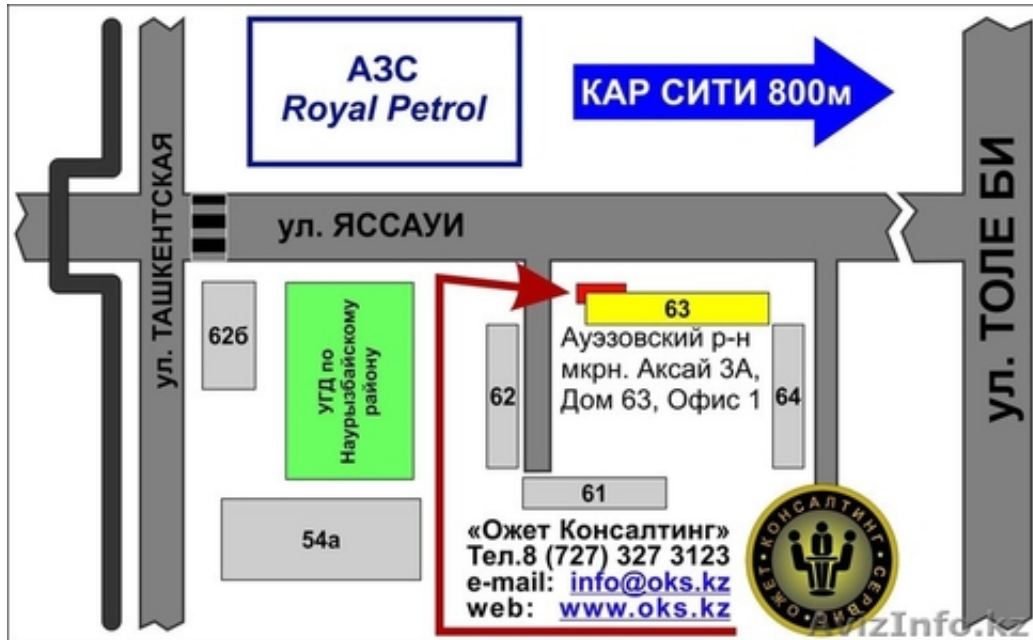 АЗС
Royal Petrol
КАР СИТИ 800м
ул. ТАШКЕНТСКАЯ
ул. ЯССАУИ
ул. ТОЛЕ БИ
62б
УГД по
Наурызбайскому
району
63
Ауэзовский р-н
мкрн. Аксай 3А,
Дом 63, Офис 1
62
64
61
54а
«Ожет Консалтинг»
Тел.8 (727) 327 3123
e-mail: info@oks.kz
web: www.oks.kz
ОЖЕТ • КОНСАЛТИНГ • СЕРВИС
AvizInfo.kz